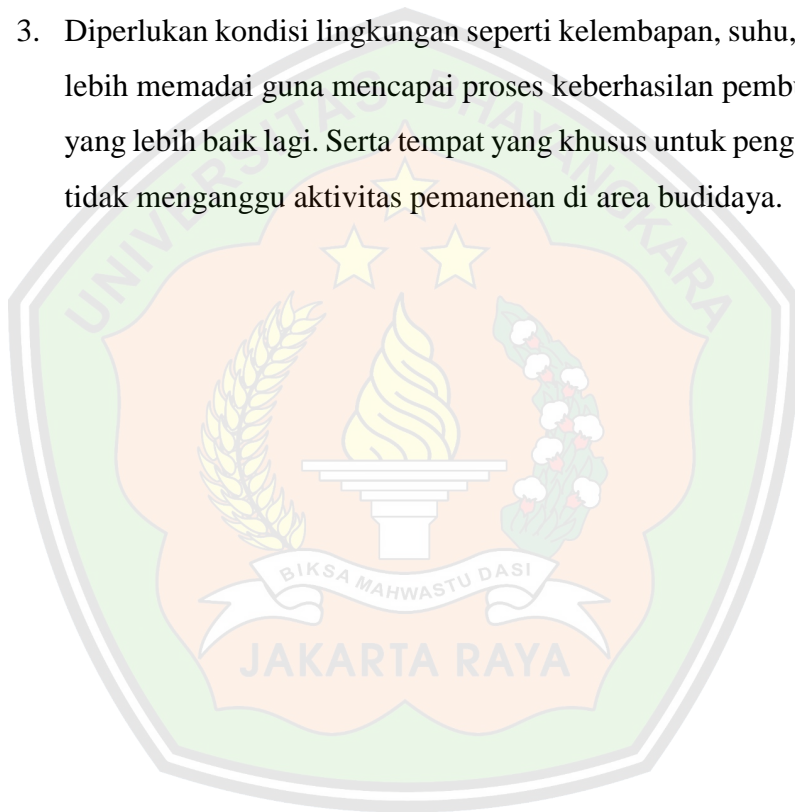 3. Diperlukan kondisi lingkungan seperti kelembapan, suhu,
lebih memadai guna mencapai proses keberhasilan
yang lebih baik lagi. Serta tempat yang khusus untuk
tidak menganggu aktivitas pemanenan di area budidaya.
UNIVERSITAS BHAYANGKARA
BIKSA MAHWASTU DASI
JAKARTA RAYA